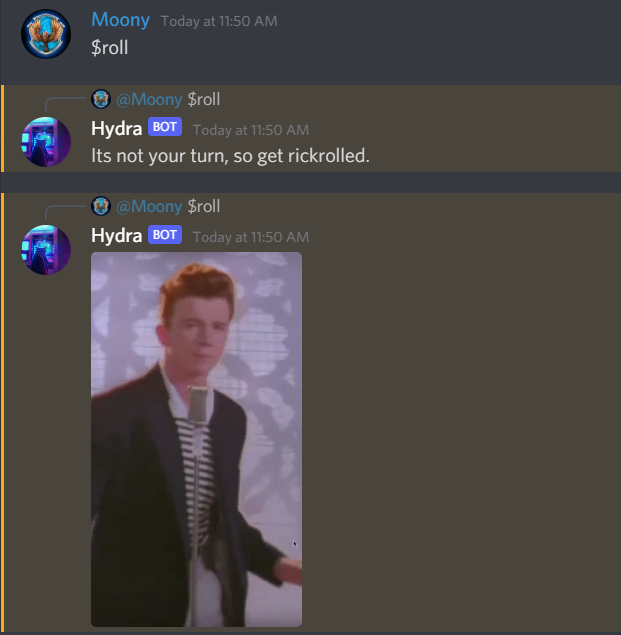 Moony Today at 11:50 AM
$roll
@Moony $roll
Hydra BOT Today at 11:50 AM
Its not your turn, so get rickrolled.
@Moony $roll
Hydra BOT Today at 11:50 AM